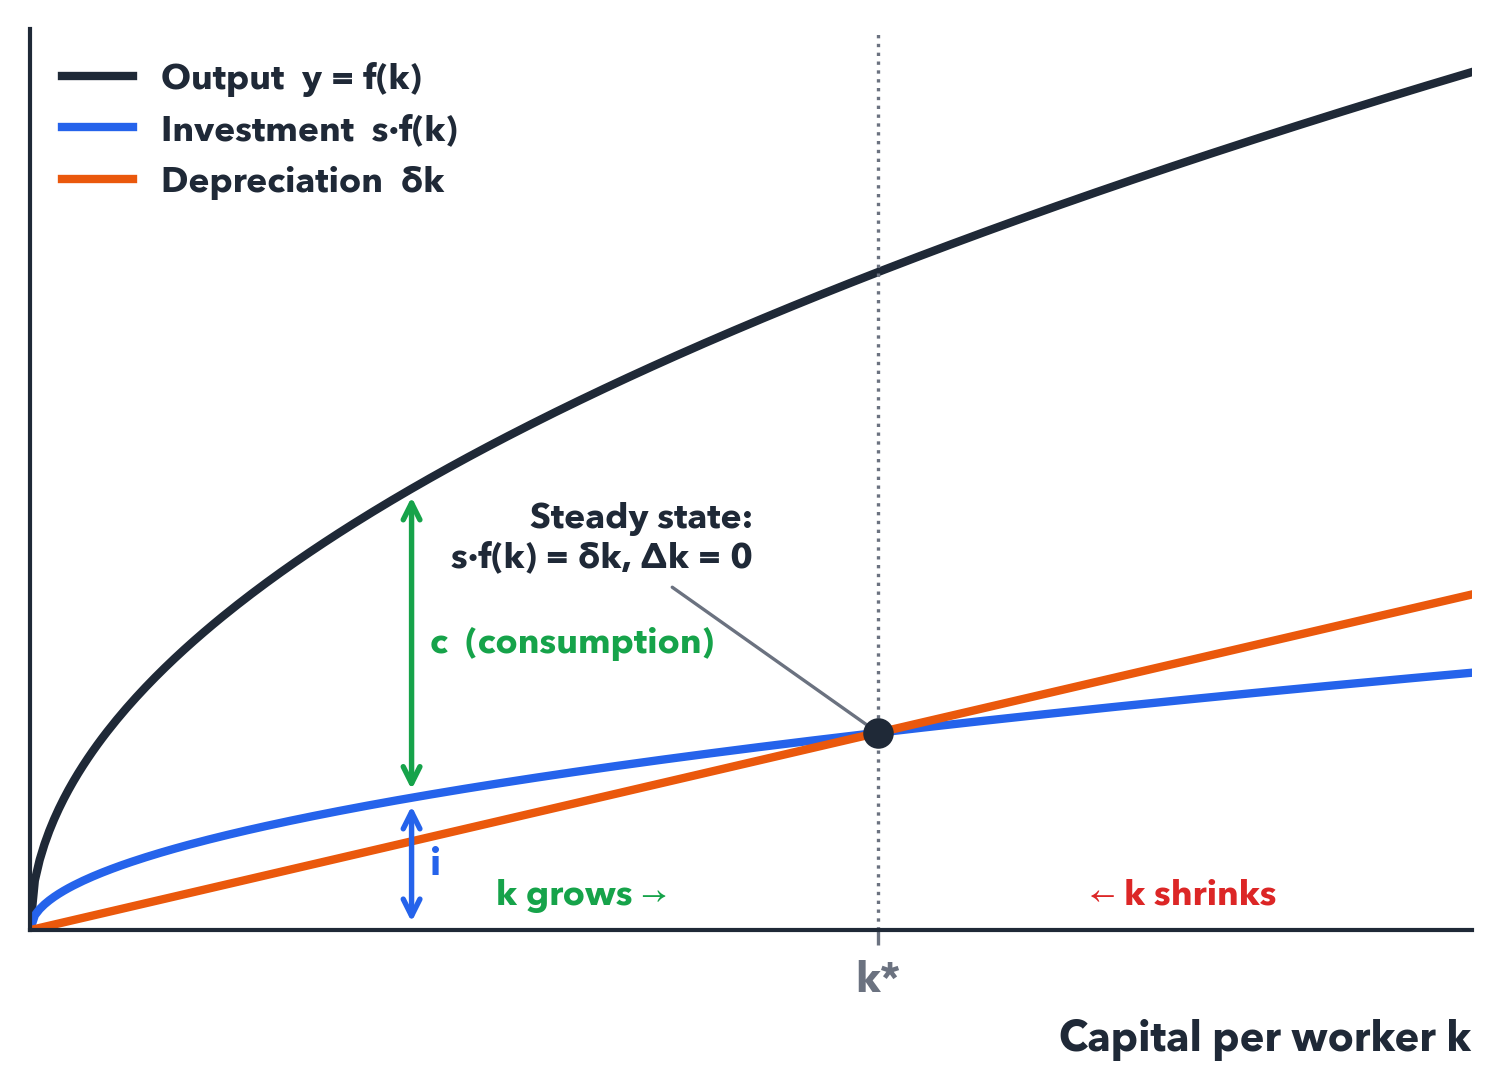 Output y = f(k)
Investment s·f(k)
Depreciation δk
Steady state:
s·f(k) = δk, Δk = 0
c (consumption)
i
k grows →
← k shrinks
k*
Capital per worker k